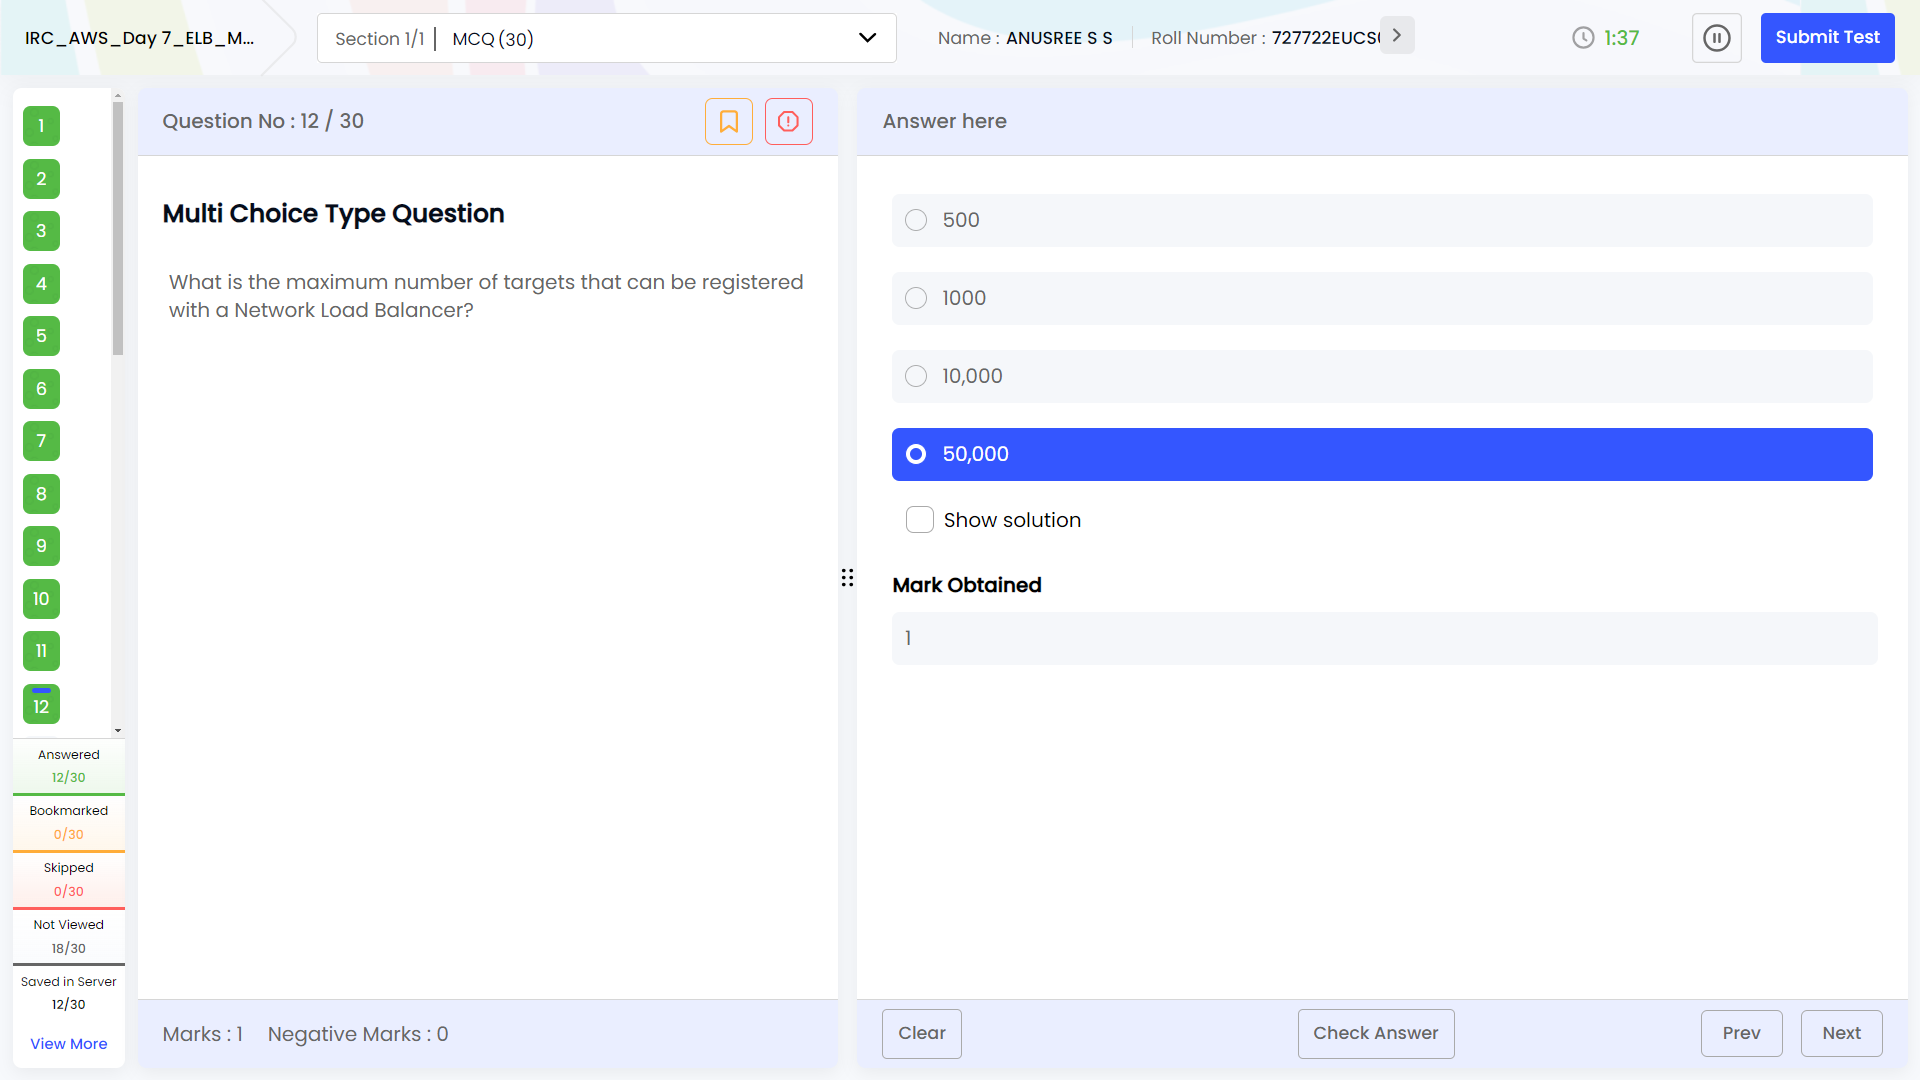 IRC_AWS_Day 7_ELB_M...
Section 1/1 | MCQ (30)
Name : ANUSREE S S
Roll Number : 727722EUCS
1:37
Submit Test
1
2
3
4
5
6
7
8
9
10
11
12
Answered
12/30
Bookmarked
0/30
Skipped
0/30
Not Viewed
18/30
Saved in Server
12/30
View More
Question No : 12 / 30
Multi Choice Type Question
What is the maximum number of targets that can be registered
with a Network Load Balancer?
Marks : 1 Negative Marks : 0
Answer here
500
1000
10,000
50,000
Show solution
Mark Obtained
1
Clear
Check Answer
Prev
Next